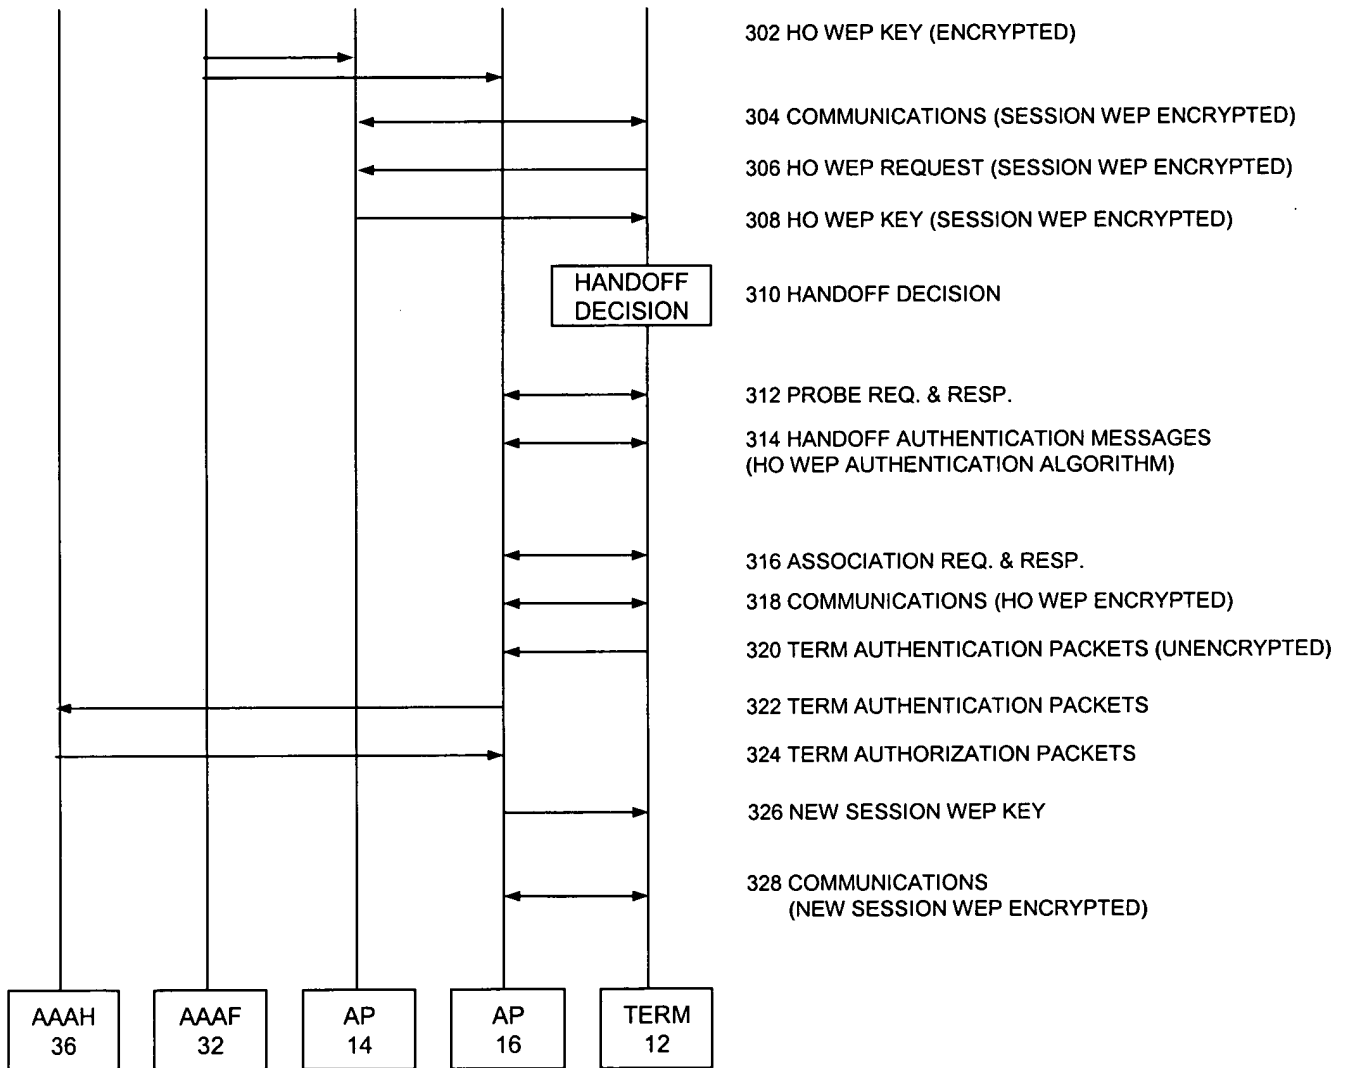 302 HO WEP KEY (ENCRYPTED)
304 COMMUNICATIONS (SESSION WEP ENCRYPTED)
306 HO WEP REQUEST (SESSION WEP ENCRYPTED)
308 HO WEP KEY (SESSION WEP ENCRYPTED)
HANDOFF
DECISION
310 HANDOFF DECISION
312 PROBE REQ. & RESP.
314 HANDOFF AUTHENTICATION MESSAGES
(HO WEP AUTHENTICATION ALGORITHM)
316 ASSOCIATION REQ. & RESP.
318 COMMUNICATIONS (HO WEP ENCRYPTED)
320 TERM AUTHENTICATION PACKETS (UNENCRYPTED)
322 TERM AUTHENTICATION PACKETS
324 TERM AUTHORIZATION PACKETS
326 NEW SESSION WEP KEY
328 COMMUNICATIONS
(NEW SESSION WEP ENCRYPTED)
AAAH
36
AAAF
32
AP
14
AP
16
TERM
12